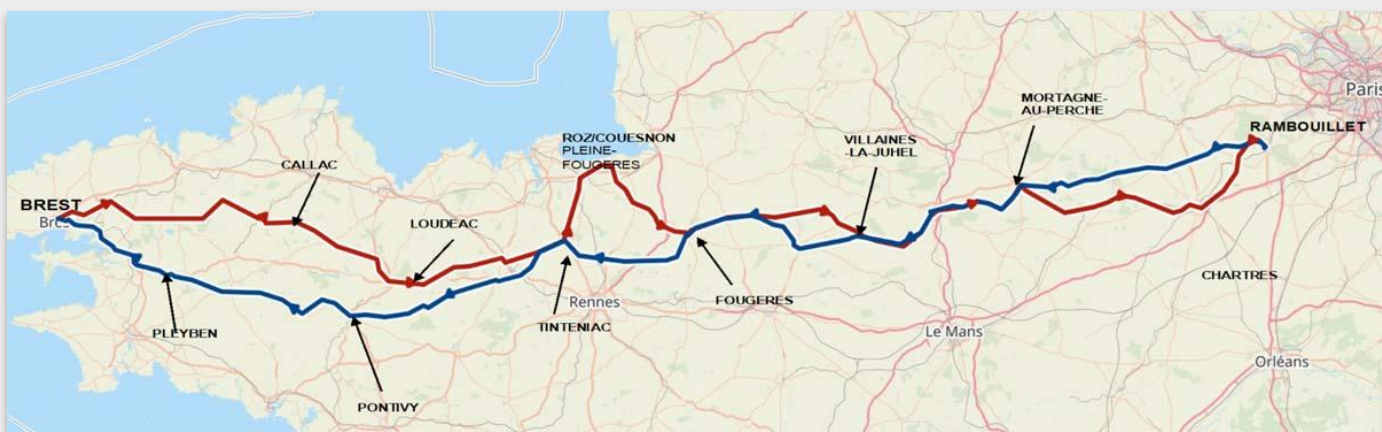 MORTAGNE-
AU-PERCHE
Paris
RAMBOUILLET
ROZ/COUESNON
PLEINE-
FOUGERES
VILLAINES
-LA-JUHEL
CALLAC
BREST
Bres
LOUDEAC
CHARTRES
Rennes
FOUGERES
TINTENIAC
PLEYBEN
Le Mans
Orléans
PONTIVY